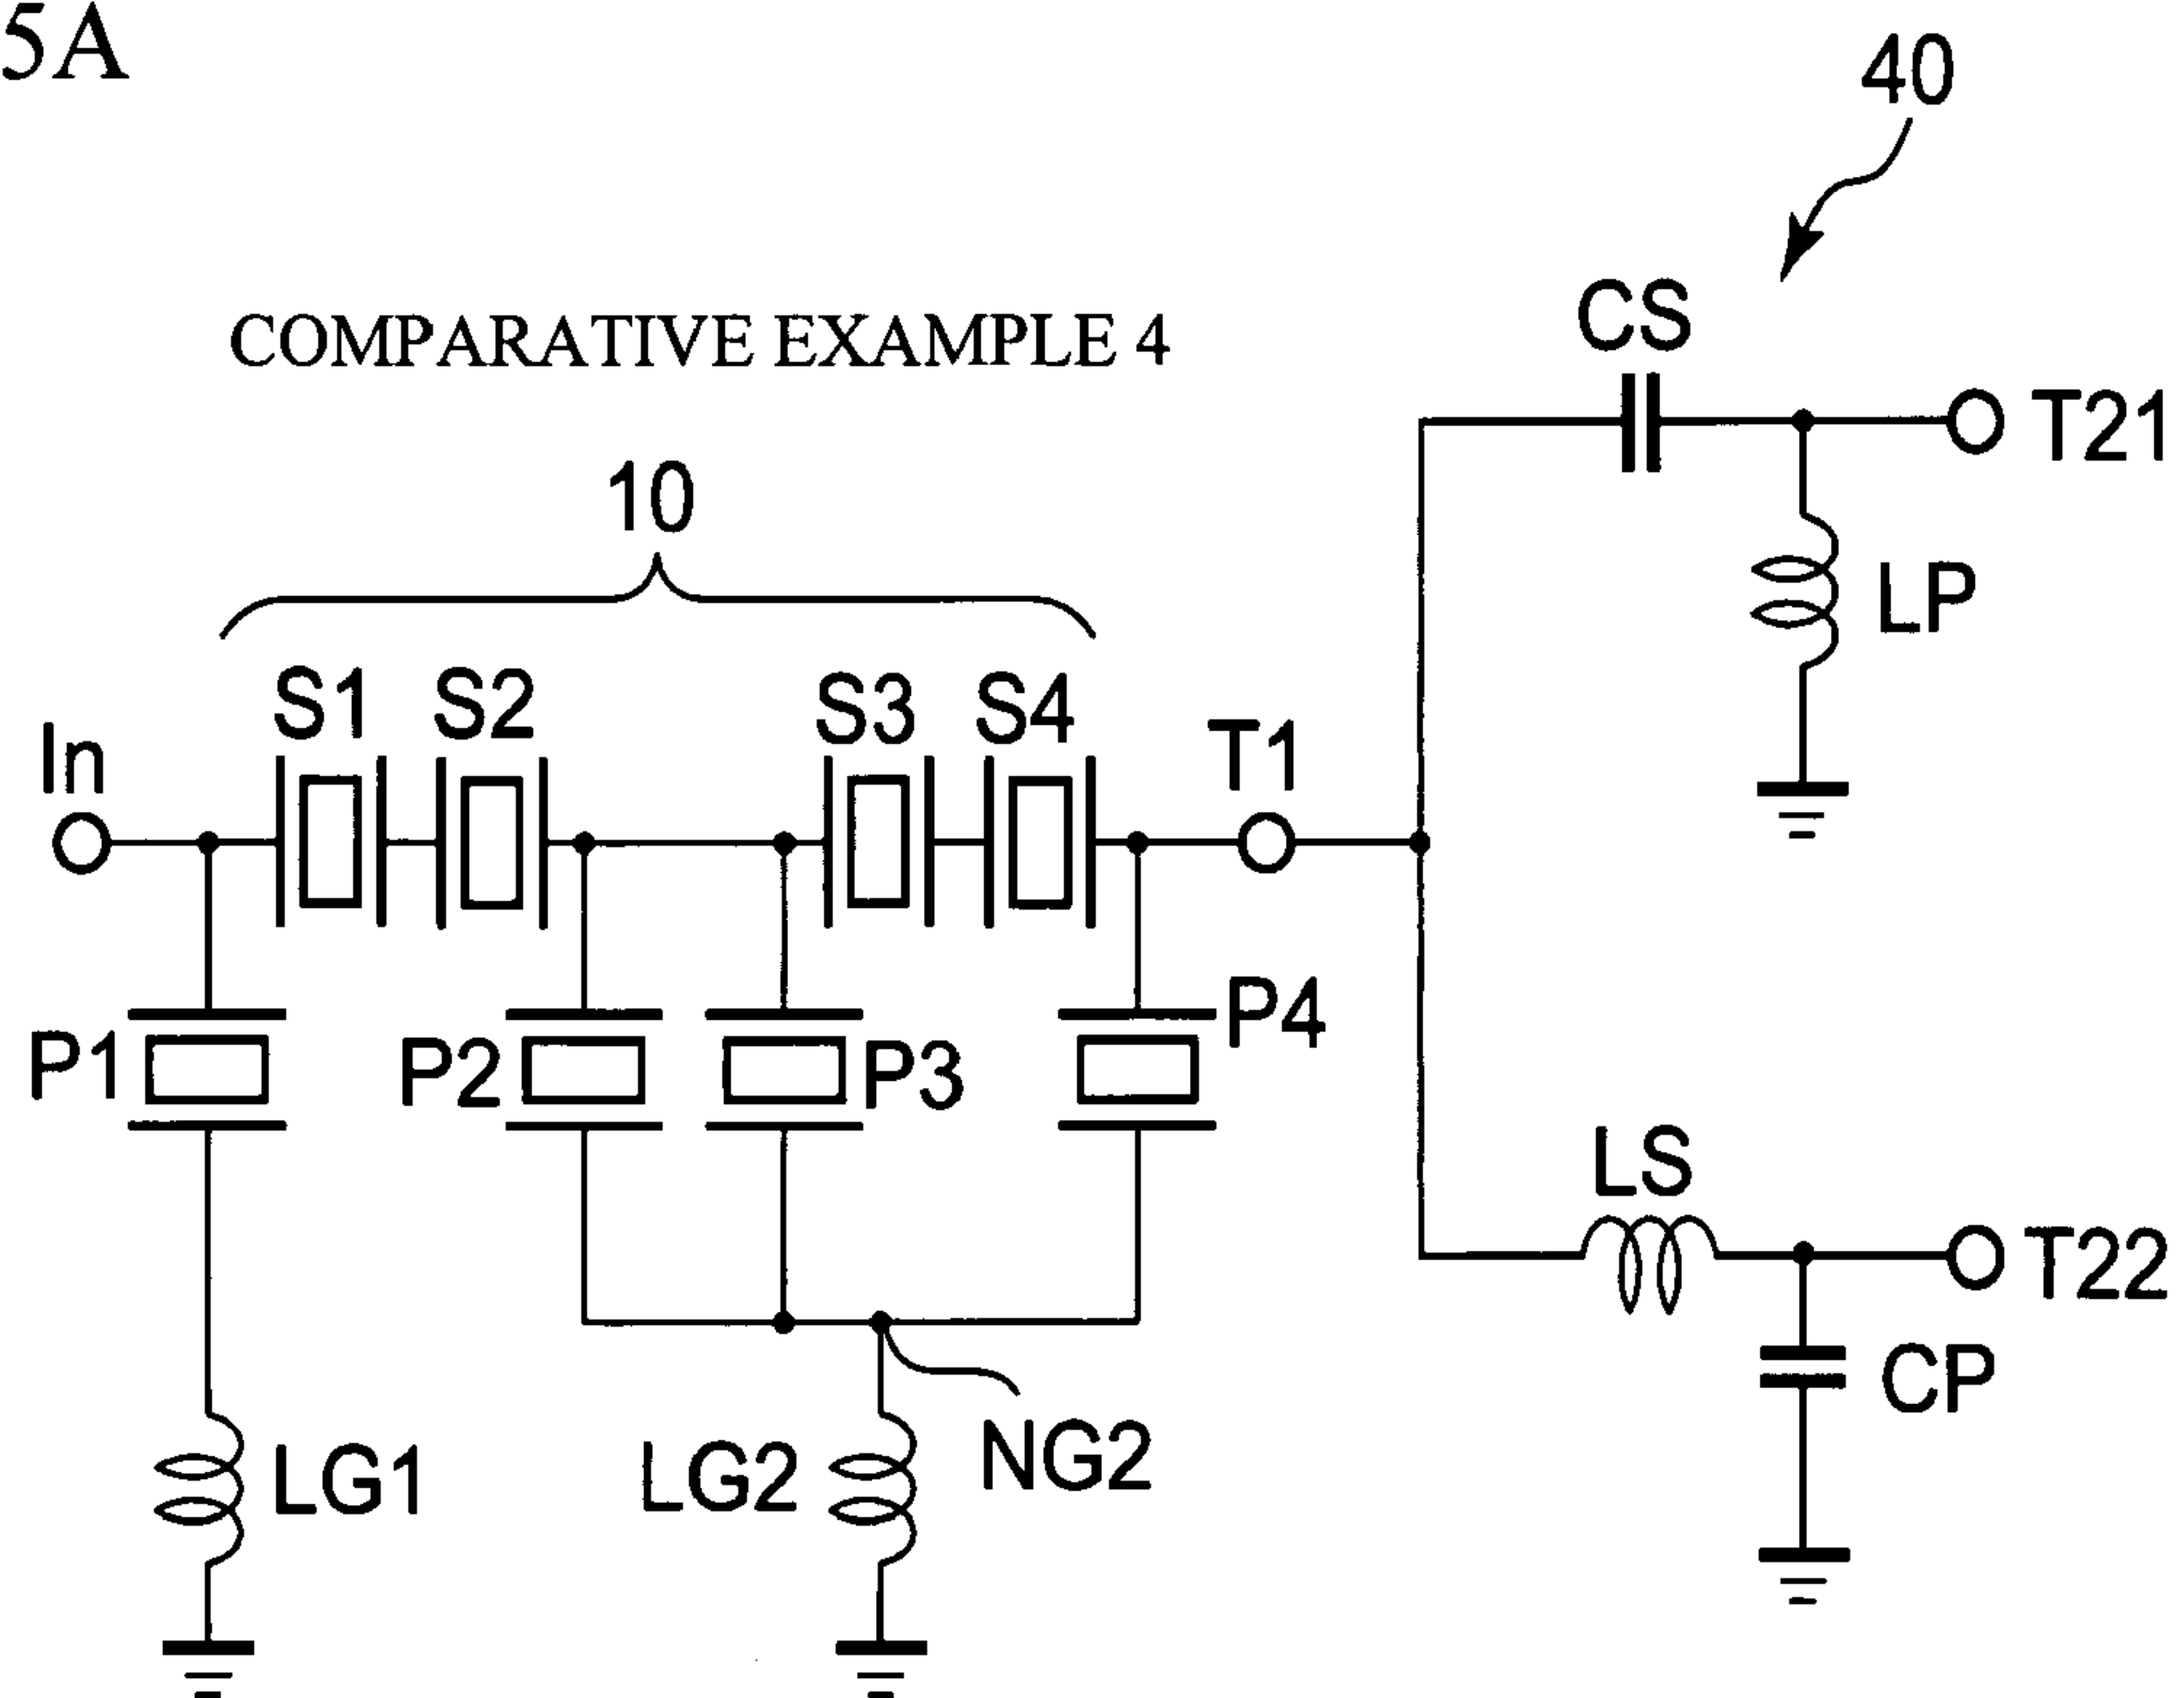 5A
40
COMPARATIVE EXAMPLE 4
CS
T21
10
LP
S1 S2 S3 S4
In
T1
P1 P2 P3 P4
LS
T22
CP
LG1 LG2 NG2